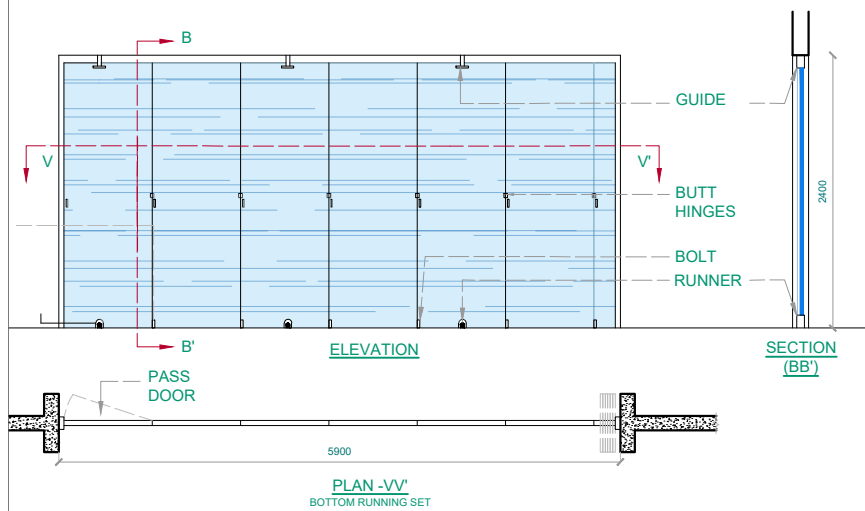 B
GUIDE
V
V'
BUTT
HINGES
2400
BOLT
RUNNER
B'
ELEVATION
SECTION
(BB')
PASS
DOOR
5900
PLAN -VV'
BOTTOM RUNNING SET